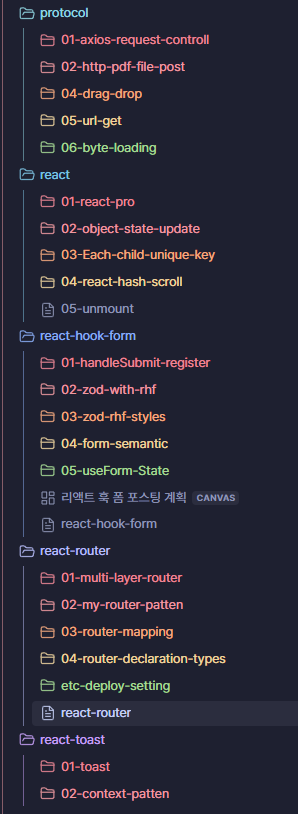 protocol
01-axios-request-controll
02-http-pdf-file-post
04-drag-drop
05-url-get
06-byte-loading
react
01-react-pro
02-object-state-update
03-Each-child-unique-key
04-react-hash-scroll
05-unmount
react-hook-form
01-handleSubmit-register
02-zod-with-rhf
03-zod-rhf-styles
04-form-semantic
05-useForm-State
리액트 훅 폼 포스팅 계획 CANVAS
react-hook-form
react-router
01-multi-layer-router
02-my-router-patten
03-router-mapping
04-router-declaration-types
etc-deploy-setting
react-router
react-toast
01-toast
02-context-patten